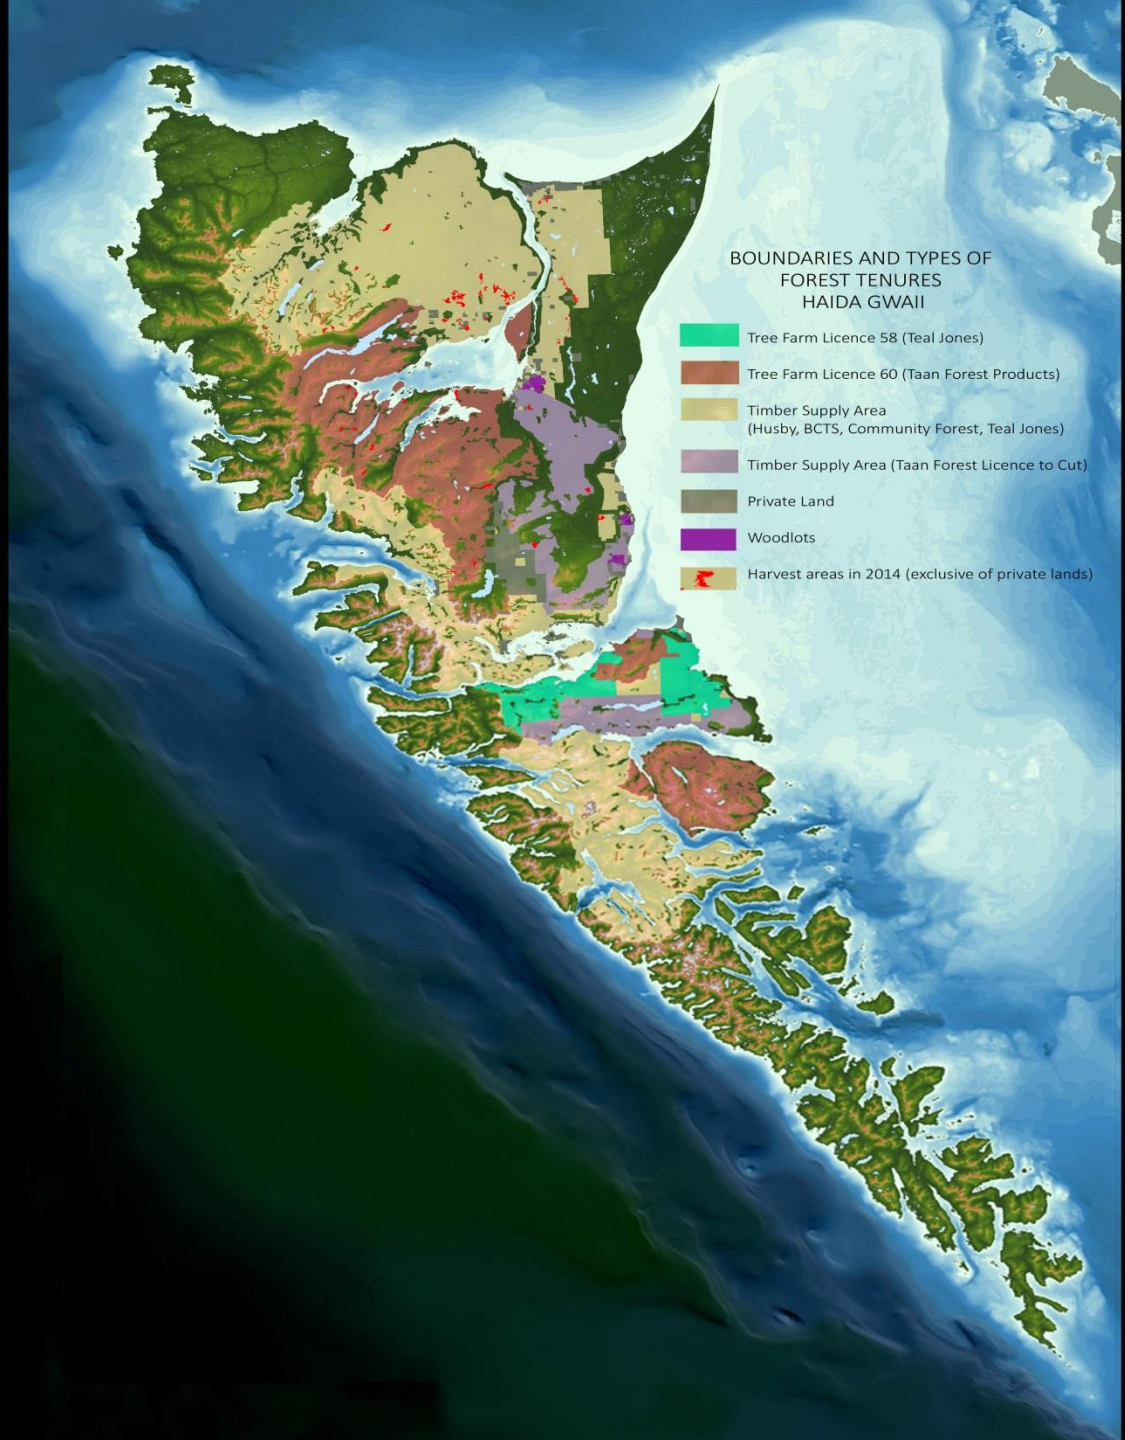 BOUNDARIES AND TYPES OF
FOREST TENURES
HAIDA GWAII
Tree Farm Licence 58 (Teal Jones)
Tree Farm Licence 60 (Taan Forest Products)
Timber Supply Area
(Husby, BCTS, Community Forest, Teal Jones)
Timber Supply Area (Taan Forest Licence to Cut)
Private Land
Woodlots
Harvest areas in 2014 (exclusive of private lands)